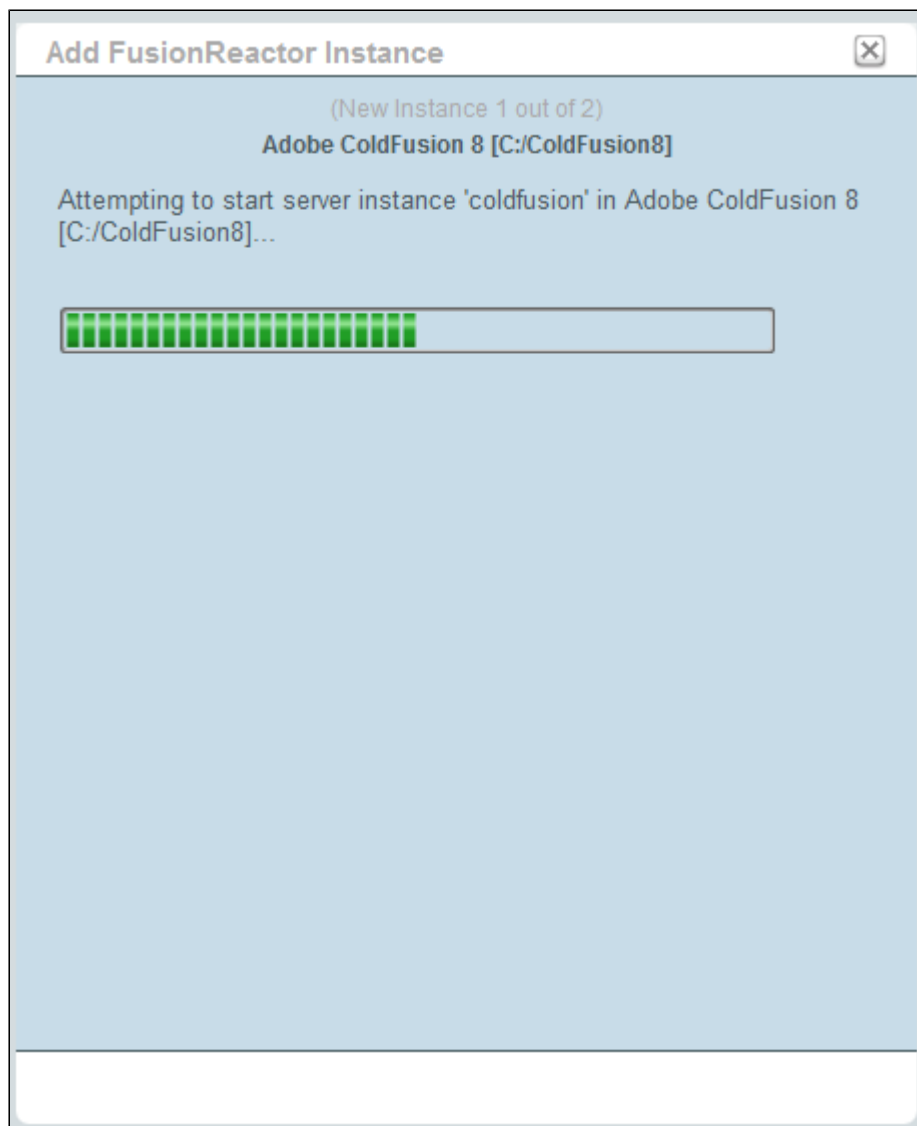 Add FusionReactor Instance
(New Instance 1 out of 2)
Adobe ColdFusion 8 [C:/ColdFusion8]
Attempting to start server instance 'coldfusion' in Adobe ColdFusion 8
[C:/ColdFusion8]...